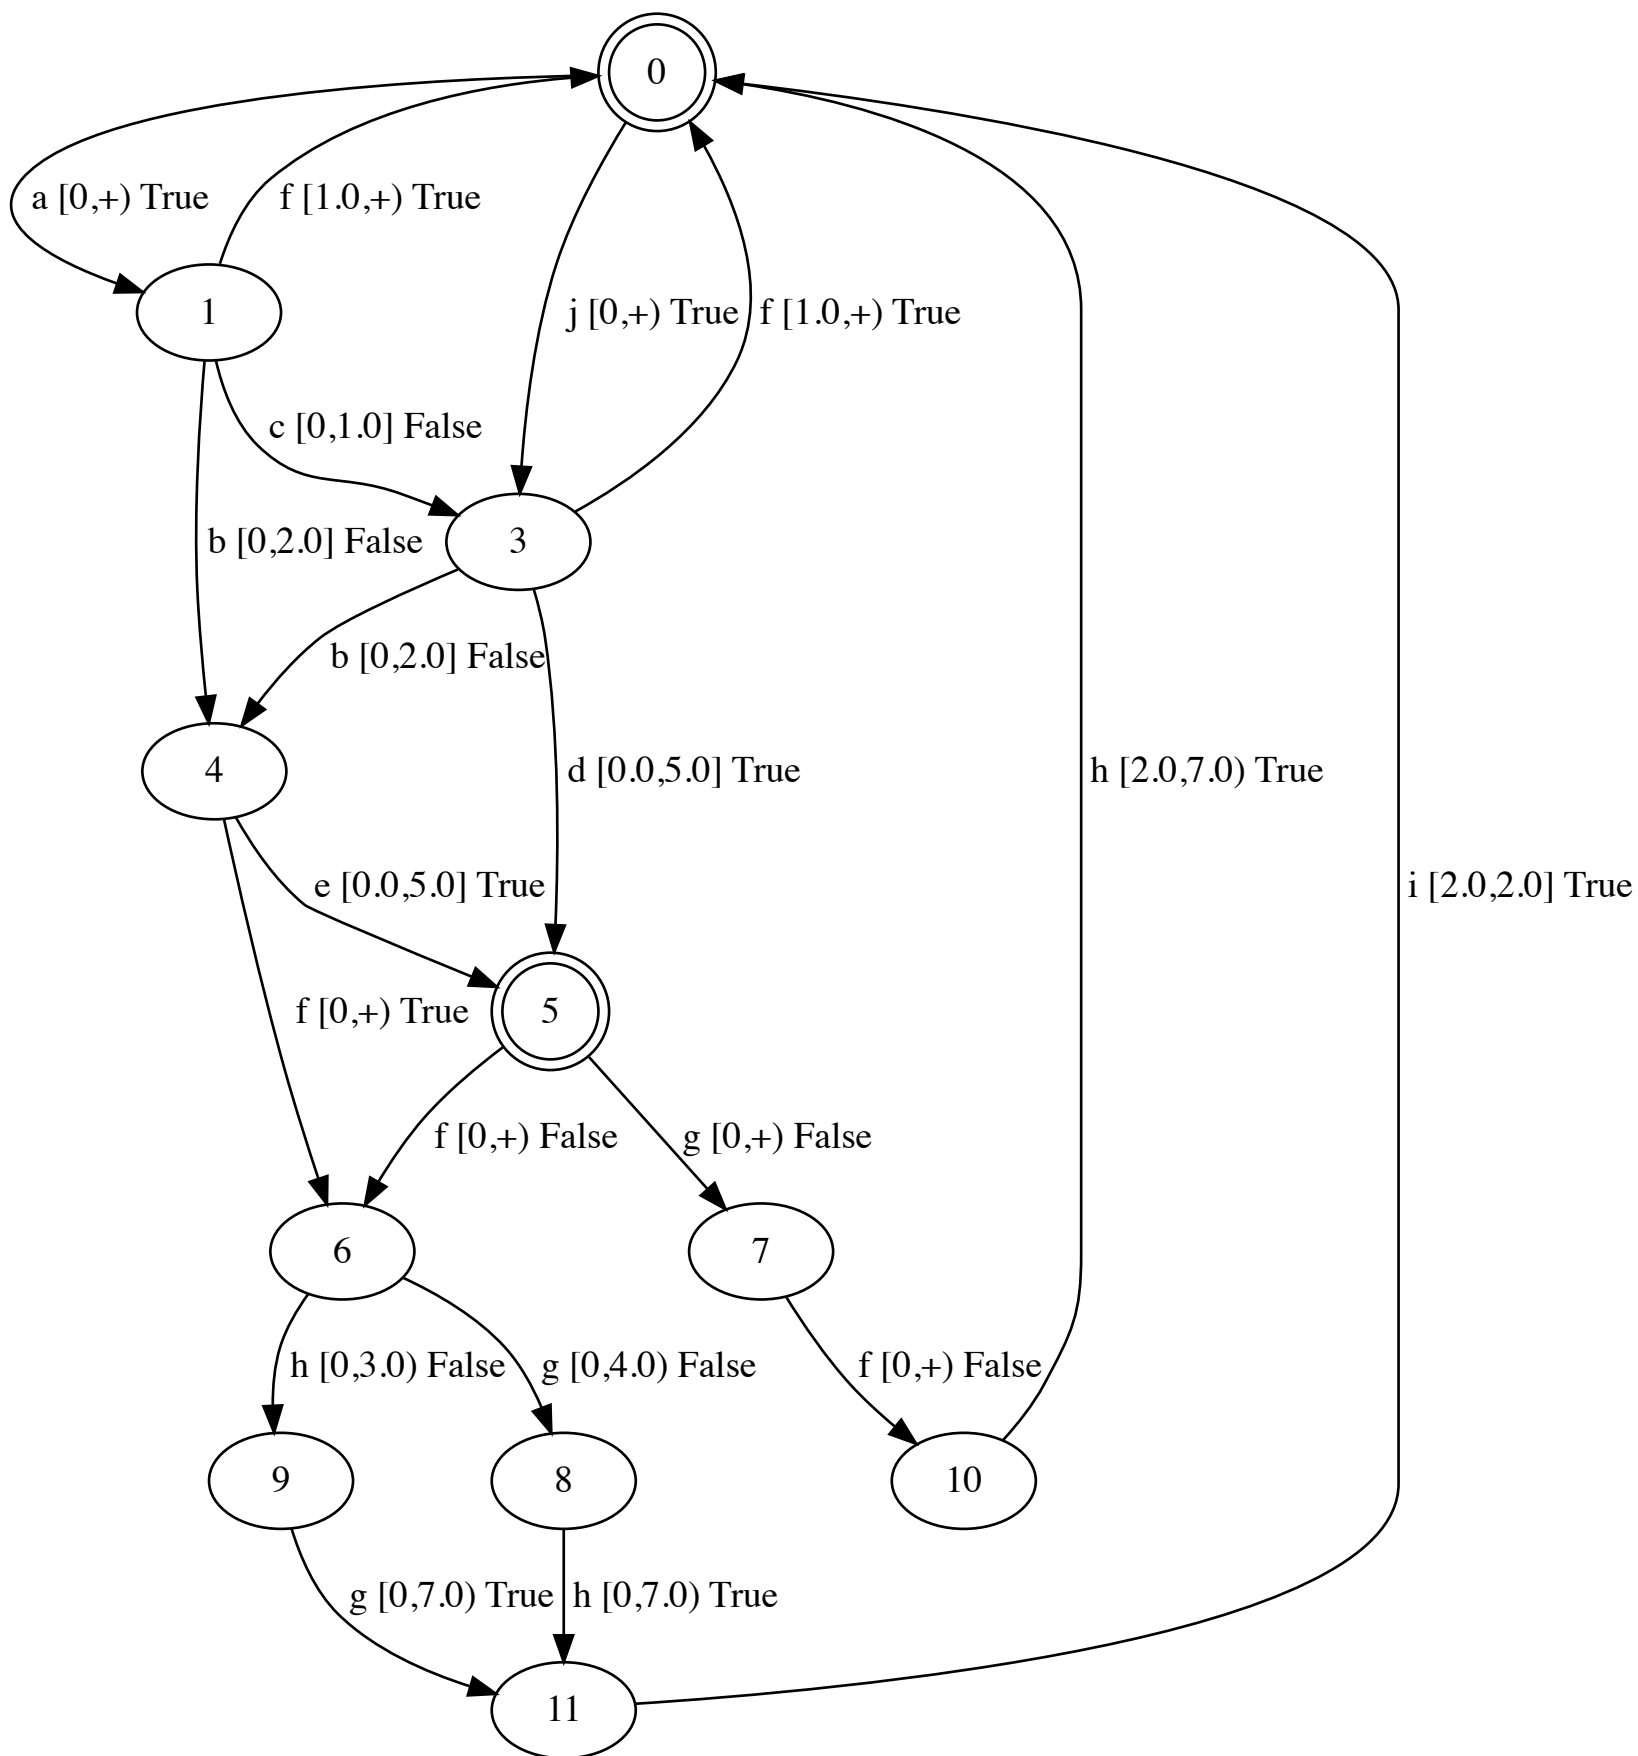 0
a [0,+) True
f [1.0,+) True
1
j [0,+) True
f [1.0,+) True
c [0,1.0] False
b [0,2.0] False
3
b [0,2.0] False
4
d [0.0,5.0] True
h [2.0,7.0) True
e [0.0,5.0] True
i [2.0,2.0] True
f [0,+) True
5
f [0,+) False
g [0,+) False
6
7
h [0,3.0) False
g [0,4.0) False
f [0,+) False
9
8
10
g [0,7.0) True
h [0,7.0) True
11